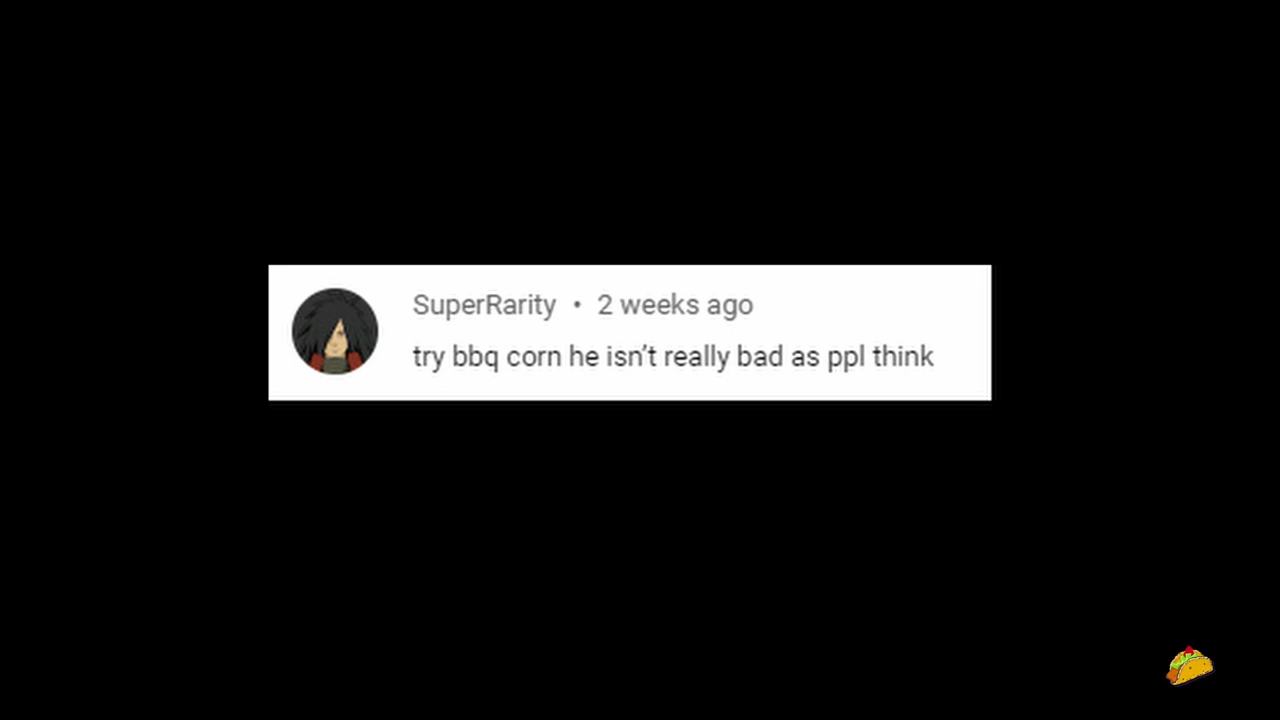 SuperRarity • 2 weeks ago
try bbq corn he isn’t really bad as ppl think